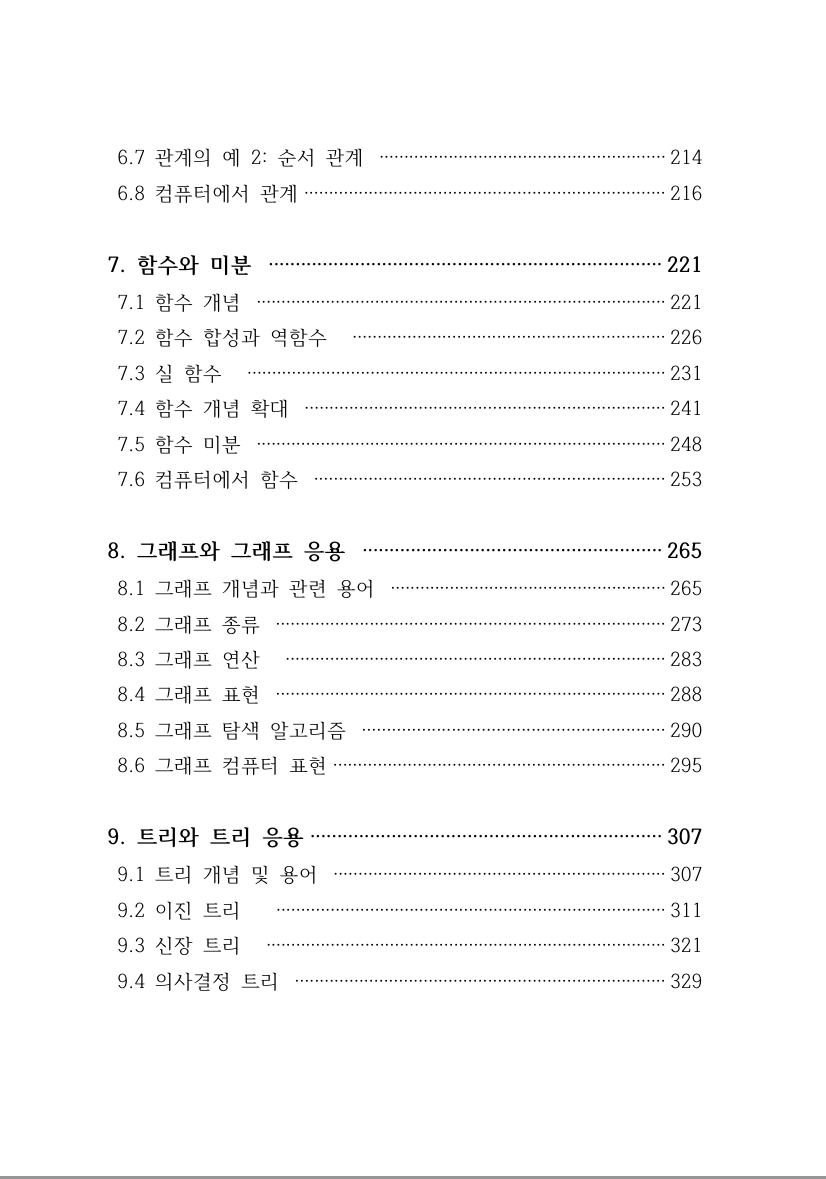 6.7 관계의 예 2: 순서 관계 ························ 214
6.8 컴퓨터에서 관계 ························ 216
7. 함수와 미분 ························ 221
7.1 함수 개념 ························ 221
7.2 함수 합성과 역함수 ························ 226
7.3 실 함수 ························ 231
7.4 함수 개념 확대 ························ 241
7.5 함수 미분 ························ 248
7.6 컴퓨터에서 함수 ························ 253
8. 그래프와 그래프 응용 ························ 265
8.1 그래프 개념과 관련 용어 ························ 265
8.2 그래프 종류 ························ 273
8.3 그래프 연산 ························ 283
8.4 그래프 표현 ························ 288
8.5 그래프 탐색 알고리즘 ························ 290
8.6 그래프 컴퓨터 표현 ························ 295
9. 트리와 트리 응용 ························ 307
9.1 트리 개념 및 용어 ························ 307
9.2 이진 트리 ························ 311
9.3 신장 트리 ························ 321
9.4 의사결정 트리 ························ 329